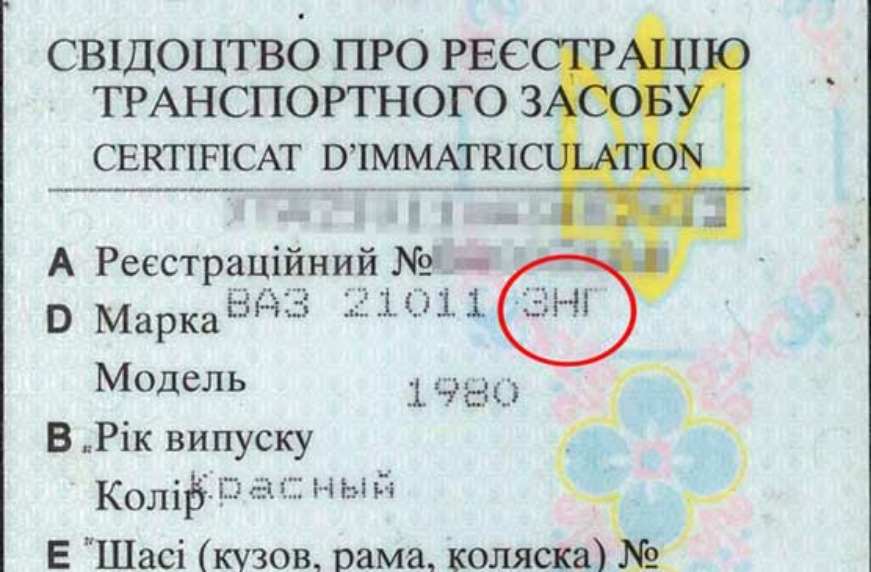 СВІДОЦТВО ПРО РЕЄСТРАЦІЮ
ТРАНСПОРТНОГО ЗАСОБУ
CERTIFICAT D'IMMATRICULATION
A Реєстраційний №
ВАЗ 21011 ЗНГ
D Марка
Модель
1980
B „Рік випуску
Колір Красный
E "Шасі (кузов, рама, коляска) №